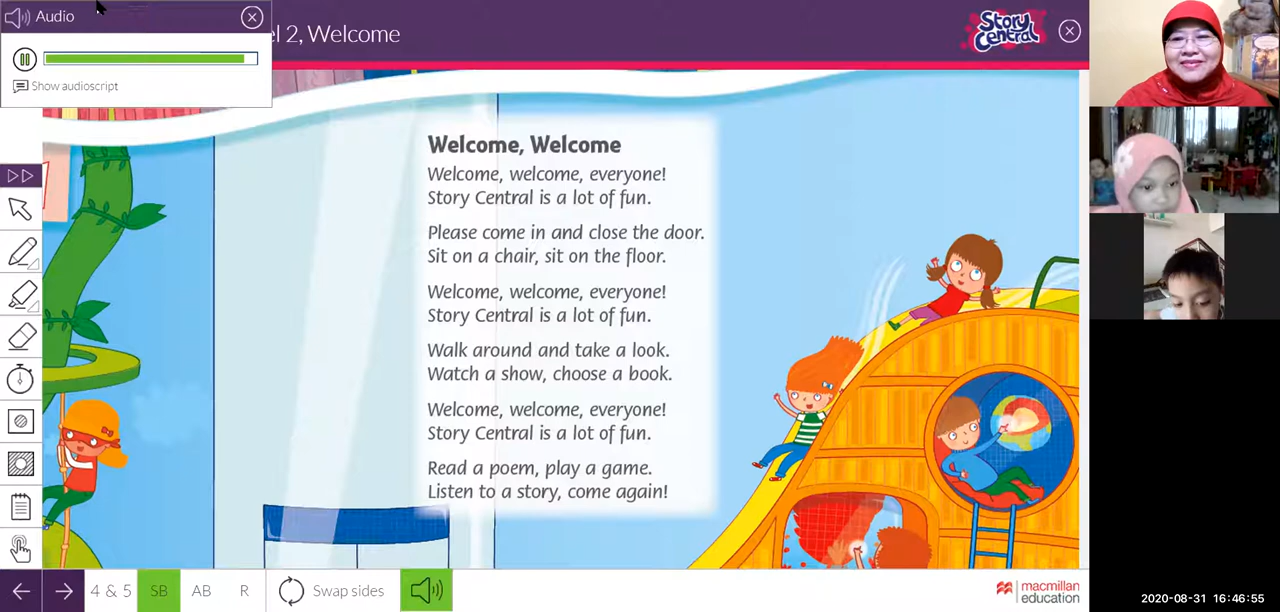 Audio
Show audioscript
l 2, Welcome
Story Central
Welcome, Welcome
Welcome, welcome, everyone!
Story Central is a lot of fun.
Please come in and close the door.
Sit on a chair, sit on the floor.
Welcome, welcome, everyone!
Story Central is a lot of fun.
Walk around and take a look.
Watch a show, choose a book.
Welcome, welcome, everyone!
Story Central is a lot of fun.
Read a poem, play a game.
Listen to a story, come again!
4 & 5 SB AB R Swap sides
macmillan
education
2020-08-31 16:46:55